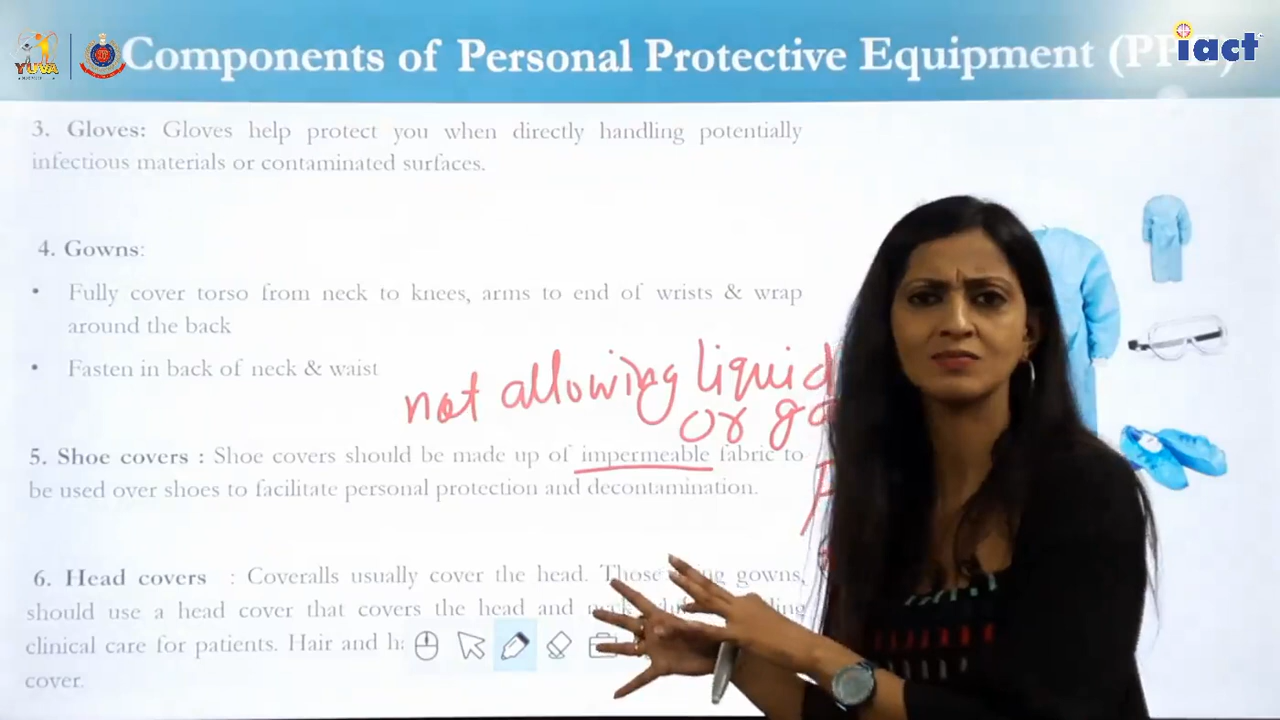 Components of Personal Protective Equipment (PPE)
YUVA
iact
3. Gloves: Gloves help protect you when directly handling potentially
infectious materials or contaminated surfaces.
4. Gowns:
• Fully cover torso from neck to knees, arms to end of wrists & wrap
around the back
• Fasten in back of neck & waist
not allowing liquid
or ga
5. Shoe covers : Shoe covers should be made up of impermeable fabric to
be used over shoes to facilitate personal protection and decontamination.
6. Head covers : Coveralls usually cover the head. Those gowns,
should use a head cover that covers the head and
clinical care for patients. Hair and
cover.